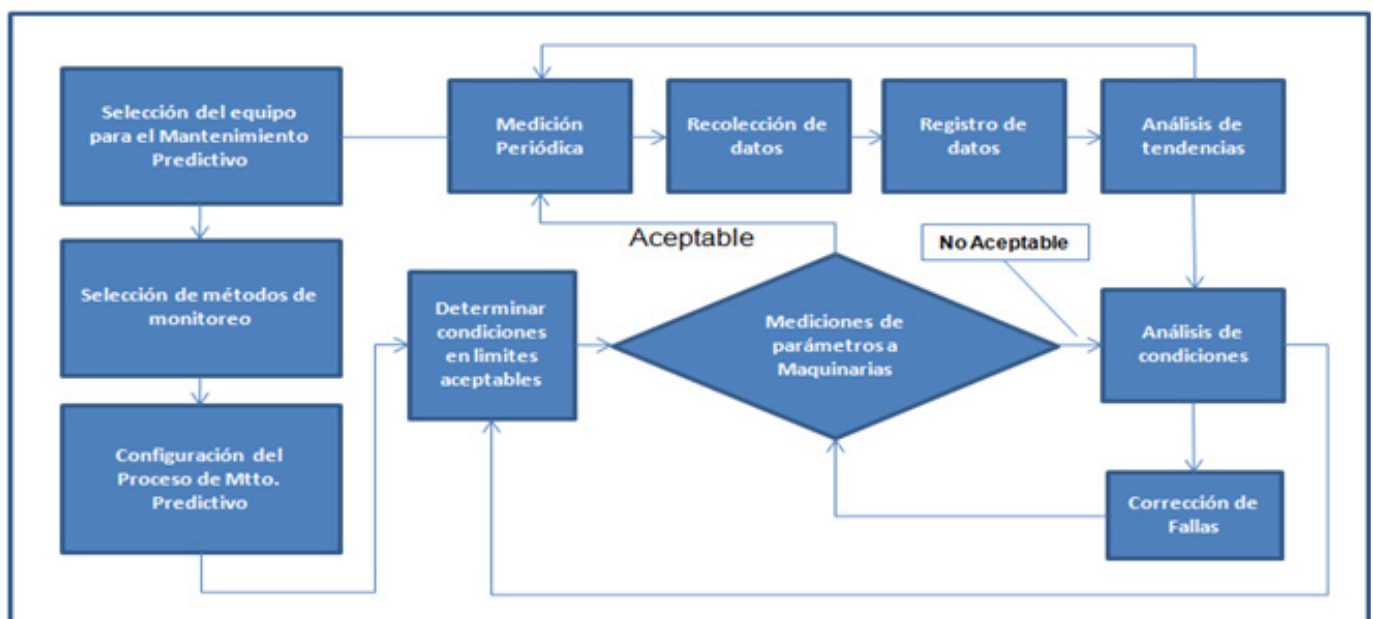 Selección del equipo
para el Mantenimiento
Predictivo
Medición
Periódica
Recolección de
datos
Registro de
datos
Análisis de
tendencias
Selección de métodos de
monitoreo
Aceptable
No Aceptable
Determinar
condiciones
en limites
aceptables
Mediciones de
parámetros a
Maquinarias
Análisis de
condiciones
Configuración del
Proceso de Mtto.
Predictivo
Corrección de
Fallas